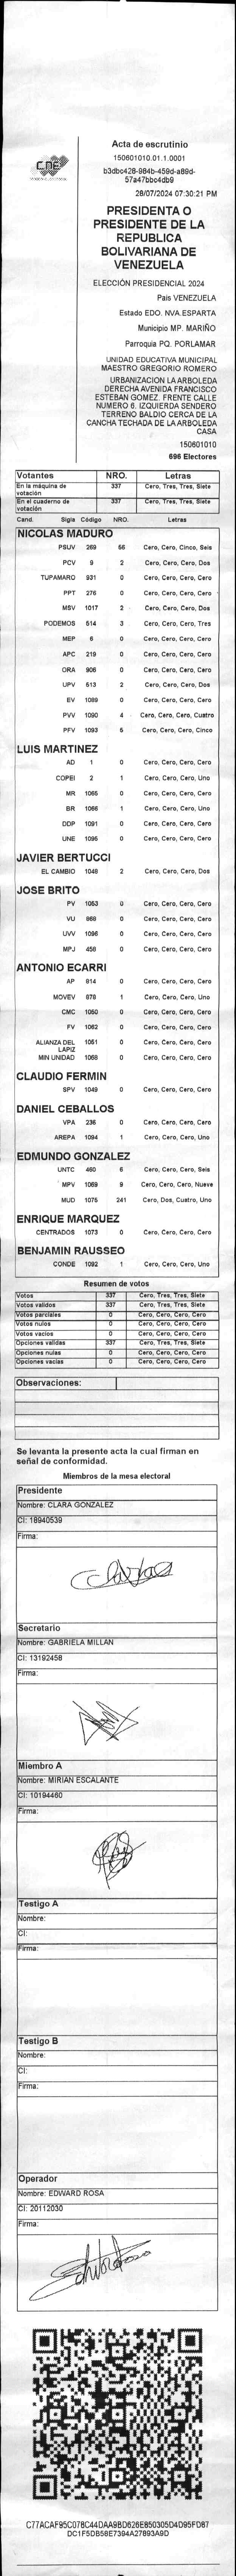 CNE
Acta de escrutinio
150601010.01.1.0001
b3dbc428-984b-459d-a89d-
57a47bbc4db9
28/07/2024 07:30:21 PM
PRESIDENTA O
PRESIDENTE DE LA
REPUBLICA
BOLIVARIANA DE
VENEZUELA
ELECCIÓN PRESIDENCIAL 2024
Pais VENEZUELA
Estado EDO. NVA.ESPARTA
Municipio MP. MARIÑO
Parroquia PQ. PORLAMAR
UNIDAD EDUCATIVA MUNICIPAL
MAESTRO GREGORIO ROMERO
URBANIZACION LA ARBOLEDA
DERECHA AVENIDA FRANCISCO
ESTEBAN GOMEZ. FRENTE CALLE
NUMERO 6. IZQUIERDA SENDERO
TERRENO BALDIO CERCA DE LA
CANCHA TECHADA DE LA ARBOLEDA
CASA
150601010
696 Electores
Votantes NRO. Letras
En la máquina de votación 337 Cero, Tres, Tres, Siete
En el cuaderno de votación 337 Cero, Tres, Tres, Siete
Cand. Sigla Código NRO. Letras
NICOLAS MADURO
PSUV 269 56 Cero, Cero, Cinco, Seis
PCV 9 2 Cero, Cero, Cero, Dos
TUPAMARO 931 0 Cero, Cero, Cero, Cero
PPT 276 0 Cero, Cero, Cero, Cero
MSV 1017 2 Cero, Cero, Cero, Dos
PODEMOS 514 3 Cero, Cero, Cero, Tres
MEP 6 0 Cero, Cero, Cero, Cero
APC 219 0 Cero, Cero, Cero, Cero
ORA 906 0 Cero, Cero, Cero, Cero
UPV 513 2 Cero, Cero, Cero, Dos
EV 1089 0 Cero, Cero, Cero, Cero
PVV 1090 4 Cero, Cero, Cero, Cuatro
PFV 1093 5 Cero, Cero, Cero, Cinco
LUIS MARTINEZ
AD 1 0 Cero, Cero, Cero, Cero
COPEI 2 1 Cero, Cero, Cero, Uno
MR 1065 0 Cero, Cero, Cero, Cero
BR 1066 1 Cero, Cero, Cero, Uno
DDP 1091 0 Cero, Cero, Cero, Cero
UNE 1095 0 Cero, Cero, Cero, Cero
JAVIER BERTUCCI
EL CAMBIO 1048 2 Cero, Cero, Cero, Dos
JOSE BRITO
PV 1053 0 Cero, Cero, Cero, Cero
VU 868 0 Cero, Cero, Cero, Cero
UVV 1096 0 Cero, Cero, Cero, Cero
MPJ 456 0 Cero, Cero, Cero, Cero
ANTONIO ECARRI
AP 914 0 Cero, Cero, Cero, Cero
MOVEV 878 1 Cero, Cero, Cero, Uno
CMC 1050 0 Cero, Cero, Cero, Cero
FV 1062 0 Cero, Cero, Cero, Cero
ALIANZA DEL LAPIZ 1051 0 Cero, Cero, Cero, Cero
MIN UNIDAD 1068 0 Cero, Cero, Cero, Cero
CLAUDIO FERMIN
SPV 1049 0 Cero, Cero, Cero, Cero
DANIEL CEBALLOS
VPA 236 0 Cero, Cero, Cero, Cero
AREPA 1094 1 Cero, Cero, Cero, Uno
EDMUNDO GONZALEZ
UNTC 460 6 Cero, Cero, Cero, Seis
MPV 1069 9 Cero, Cero, Cero, Nueve
MUD 1075 241 Cero, Dos, Cuatro, Uno
ENRIQUE MARQUEZ
CENTRADOS 1073 0 Cero, Cero, Cero, Cero
BENJAMIN RAUSSEO
CONDE 1092 1 Cero, Cero, Cero, Uno
Resumen de votos
Votos 337 Cero, Tres, Tres, Siete
Votos validos 337 Cero, Tres, Tres, Siete
Votos parciales 0 Cero, Cero, Cero, Cero
Votos nulos 0 Cero, Cero, Cero, Cero
Votos vacios 0 Cero, Cero, Cero, Cero
Opciones validas 337 Cero, Tres, Tres, Siete
Opciones nulas 0 Cero, Cero, Cero, Cero
Opciones vacias 0 Cero, Cero, Cero, Cero
Observaciones:
Se levanta la presente acta la cual firman en
señal de conformidad.
Miembros de la mesa electoral
Presidente
Nombre: CLARA GONZALEZ
CI: 18940539
Firma:
Secretario
Nombre: GABRIELA MILLAN
CI: 13192458
Firma:
Miembro A
Nombre: MIRIAN ESCALANTE
CI: 10194460
Firma:
Testigo A
Nombre:
CI:
Firma:
Testigo B
Nombre:
CI:
Firma:
Operador
Nombre: EDWARD ROSA
CI: 20112030
Firma:
C77ACAF95C07BC44DAA9BD626E850305D4D95FD87
DC1F5DB58E7394A27893A9D